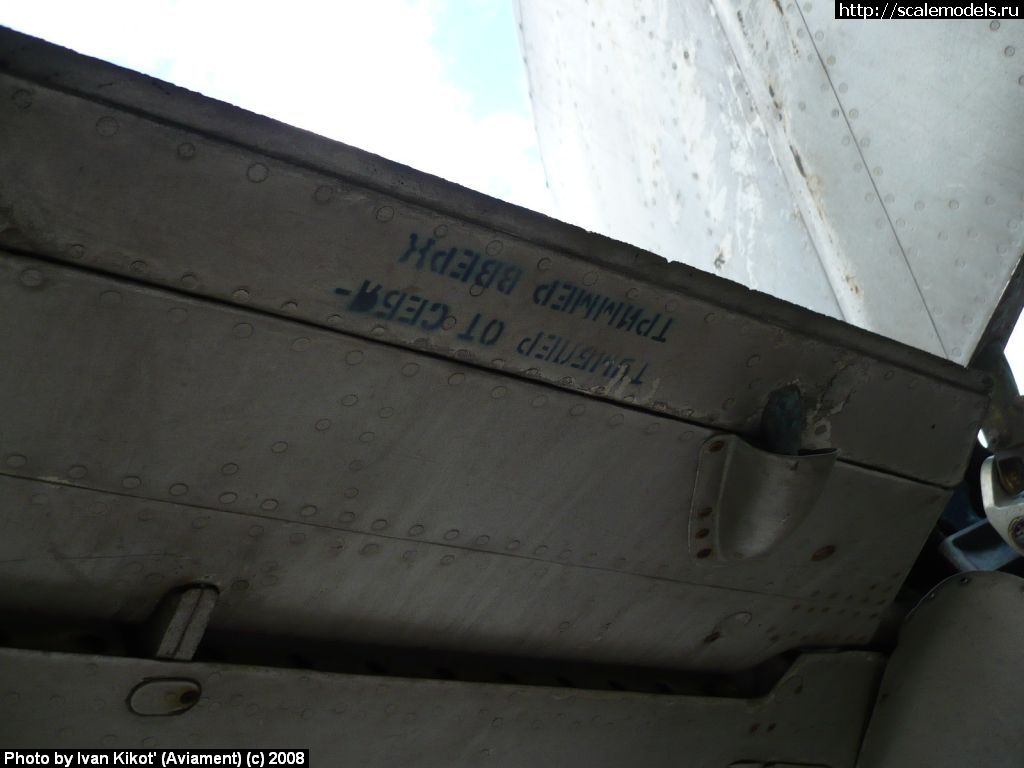 http://scalemodels.ru
ТУМБЛЕР ОТ СЕБЯ-
ТРИММЕР ВВЕРХ
Photo by Ivan Kikot' (Aviament) (c) 2008